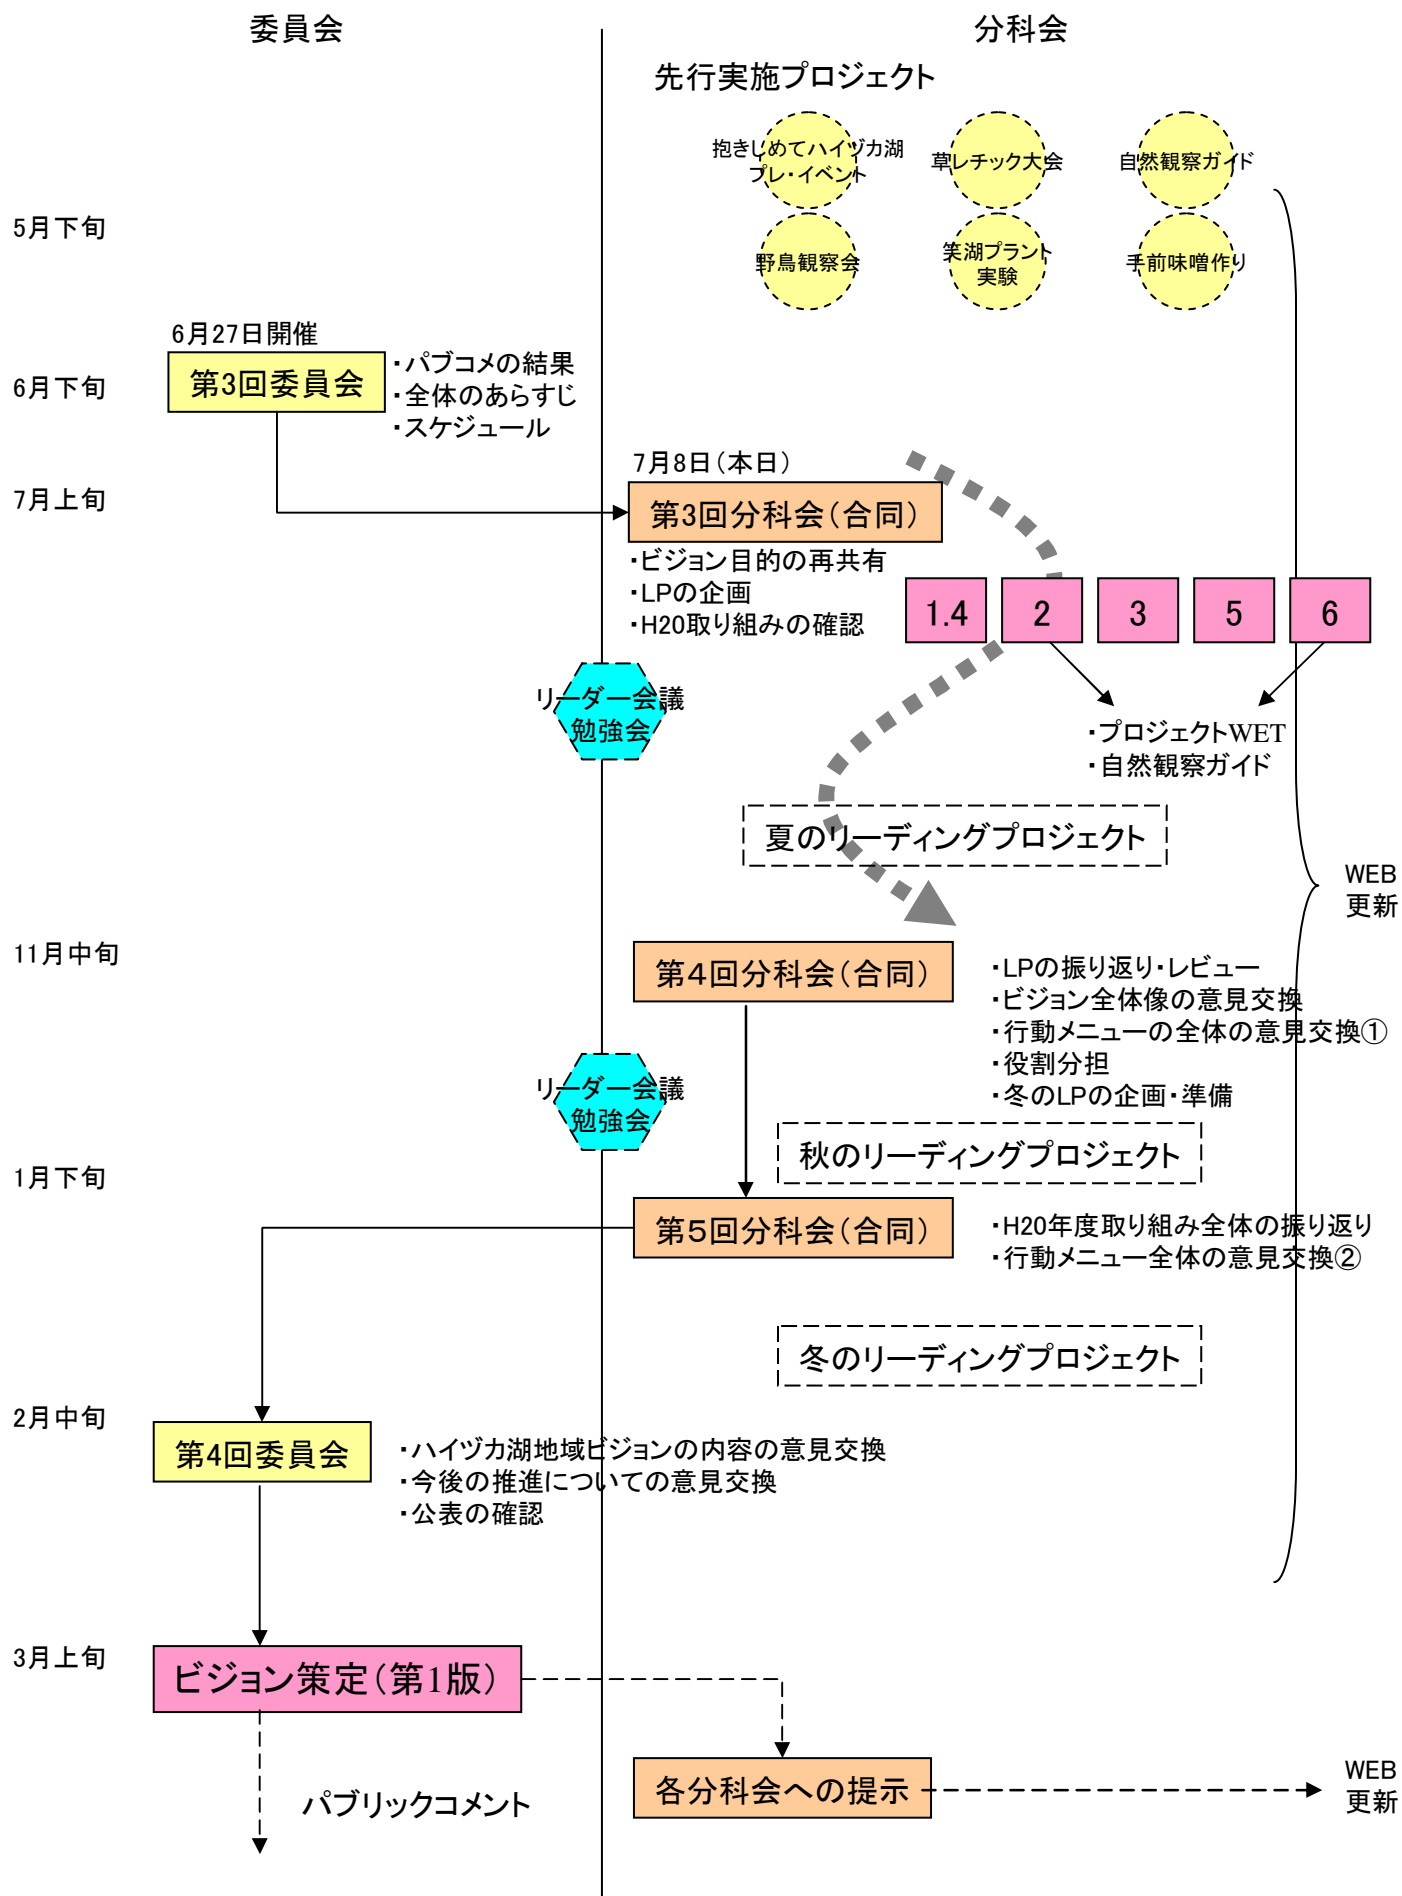 委員会
分科会
先行実施プロジェクト
抱きしめてハイヅカ湖
プレ・イベント
草レチック大会
自然観察ガイド
5月下旬
野鳥観察会
笑湖プラント
実験
手前味噌作り
6月27日開催
6月下旬
第3回委員会
・パブコメの結果
・全体のあらすじ
・スケジュール
7月上旬
7月8日(本日)
第3回分科会(合同)
・ビジョン目的の再共有
・LPの企画
・H20取り組みの確認
1.4
2
3
5
6
リーダー会議
勉強会
・プロジェクトWET
・自然観察ガイド
夏のリーディングプロジェクト
WEB
更新
11月中旬
第4回分科会(合同)
・LPの振り返り・レビュー
・ビジョン全体像の意見交換
・行動メニューの全体の意見交換①
・役割分担
・冬のLPの企画・準備
リーダー会議
勉強会
秋のリーディングプロジェクト
1月下旬
第5回分科会(合同)
・H20年度取り組み全体の振り返り
・行動メニュー全体の意見交換②
冬のリーディングプロジェクト
2月中旬
第4回委員会
・ハイヅカ湖地域ビジョンの内容の意見交換
・今後の推進についての意見交換
・公表の確認
3月上旬
ビジョン策定(第1版)
各分科会への提示
WEB
更新
パブリックコメント